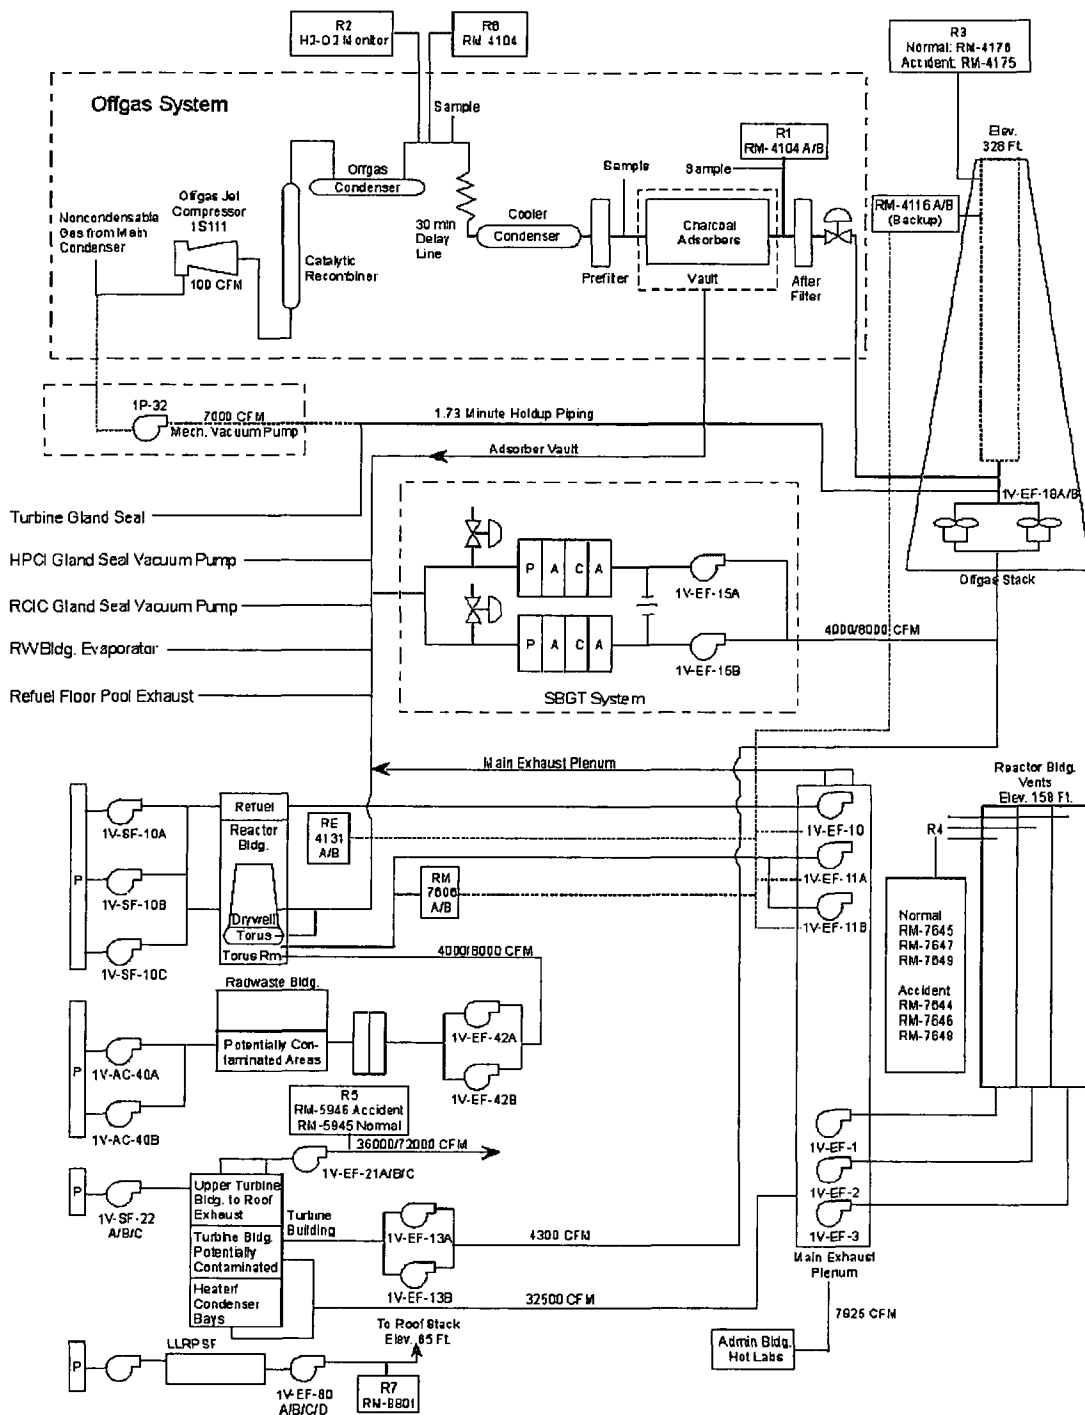 R2
H2-O2 Monitor
R6
RM-4104
R3
Normal: RM-4176
Accident: RM-4175
Offgas System
Sample
Elev.
328 Ft.
R1
RM-4104 A/B
Sample
Sample
Offgas
Condenser
RM-4116 A/B
(Backup)
Offgas Jet
Compressor
1S111
Noncondensable
Gas from Main
Condenser
Cooler
Condenser
30 min
Delay
Line
Charcoal
Adsorbers
Catalytic
Recombiner
100 CFM
Prefilter
Vault
After
Filter
1P-32
7000 CFM
Mech. Vacuum Pump
1.73 Minute Holdup Piping
Adsorber Vault
1V-EF-18A/B
Turbine Gland Seal
HPCI Gland Seal Vacuum Pump
P A C A
1V-EF-15A
Offgas Stack
RCIC Gland Seal Vacuum Pump
4000/8000 CFM
RWBldg. Evaporator
P A C A
1V-EF-15B
Refuel Floor Pool Exhaust
SBGT System
Main Exhaust Plenum
Reactor Bldg.
Vents
Elev. 158 Ft.
Refuel
1V-SF-10A
Reactor
Bldg.
RE
4131
A/B
1V-EF-10
R4
P
1V-SF-10B
RM
7606
A/B
1V-EF-11A
Drywell
Torus
Torus Rm
1V-EF-11B
1V-SF-10C
4000/8000 CFM
Normal
RM-7645
RM-7647
RM-7649
Accident
RM-7644
RM-7646
RM-7648
Radwaste Bldg.
Potentially Con-
taminated Areas
P
1V-AC-40A
1V-AC-40B
1V-EF-42A
1V-EF-42B
R5
RM-5946 Accident
RM-5945 Normal
36000/72000 CFM
1V-EF-21A/B/C
1V-EF-1
1V-EF-2
1V-EF-3
P
1V-SF-22
A/B/C
Upper Turbine
Bldg. to Roof
Exhaust
Turbine
Building
Turbine Bldg.
Potentially
Contaminated
Heater/
Condenser
Bays
1V-EF-13A
1V-EF-13B
4300 CFM
32500 CFM
Main Exhaust
Plenum
7925 CFM
To Roof Stack
Elev. 65 Ft.
LLRPSF
P
1V-EF-80
A/B/C/D
R7
RM-8801
Admin Bldg.
Hot Labs